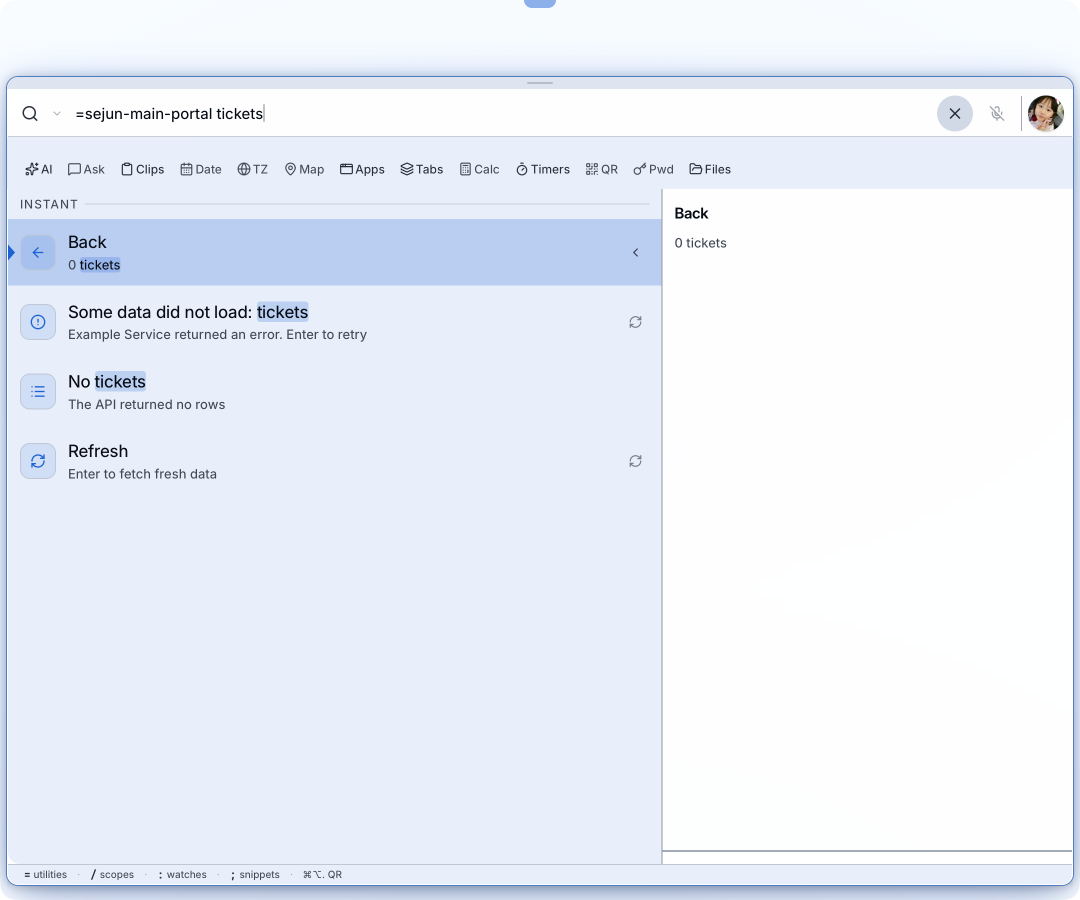 =sejun-main-portal tickets
AI Ask Clips Date TZ Map Apps Tabs Calc Timers QR Pwd Files
INSTANT
Back
0 tickets
Some data did not load: tickets
Example Service returned an error. Enter to retry
No tickets
The API returned no rows
Refresh
Enter to fetch fresh data
Back
0 tickets
= utilities · / scopes · : watches · ; snippets · ⌘⌥. QR